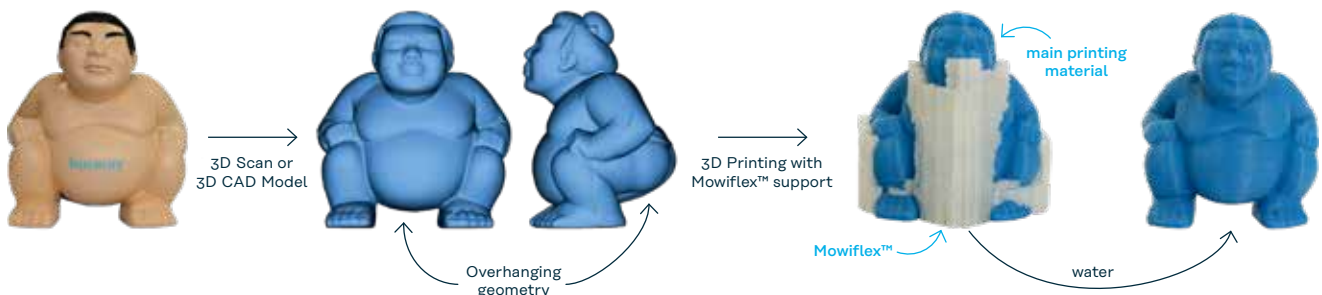 3D Scan or
3D CAD Model
Overhanging
geometry
3D Printing with
Mowiflex™ support
main printing
material
Mowiflex™
water